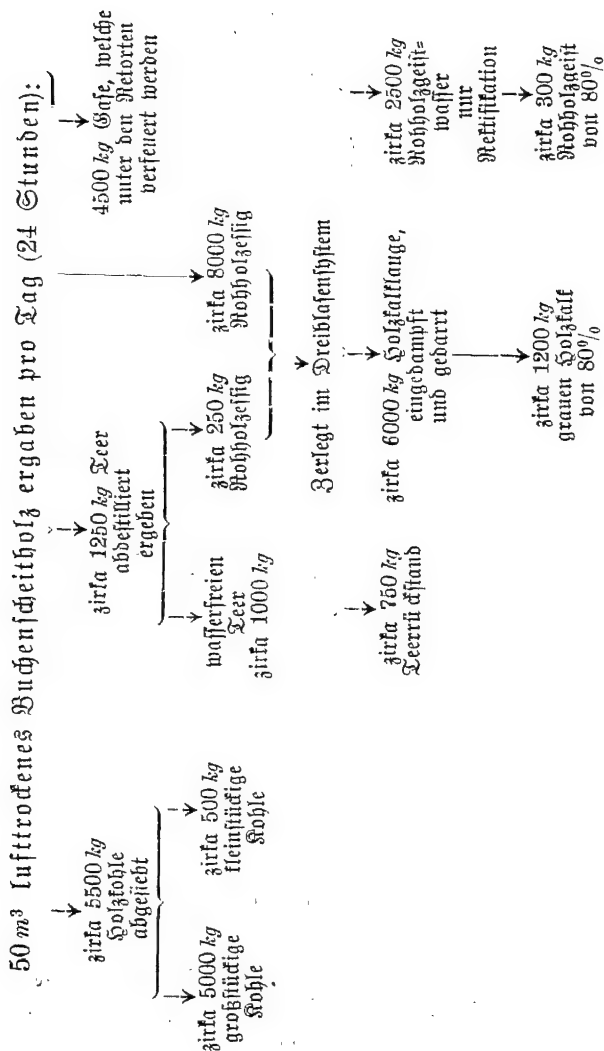 50 m³ lufttrockenes Buchenscheitholz ergaben pro Tag (24 Stunden):
zirka 5500 kg
Holzkohle
abgesiebt
zirka 5000 kg
großstückige
Kohle
zirka 500 kg
kleinstückige
Kohle
zirka 1250 kg Teer
abdestilliert
ergeben
wasserfreien
Teer
zirka 1000 kg
zirka 250 kg
Rohholzessig
zirka 8000 kg
Rohholzessig
4500 kg Gase, welche
unter den Retorten
verfeuert werden
Zerlegt im Dreiblasensystem
zirka 750 kg
Teerrückstand
zirka 6000 kg Holzkalklauge,
eingedampft
und gedarrt
zirka 1200 kg
grauen Holzkalk
von 80%
zirka 2500 kg
Rohholzgeist=
wasser
nur
Rektifikation
zirka 300 kg
Rohholzgeist
von 80%